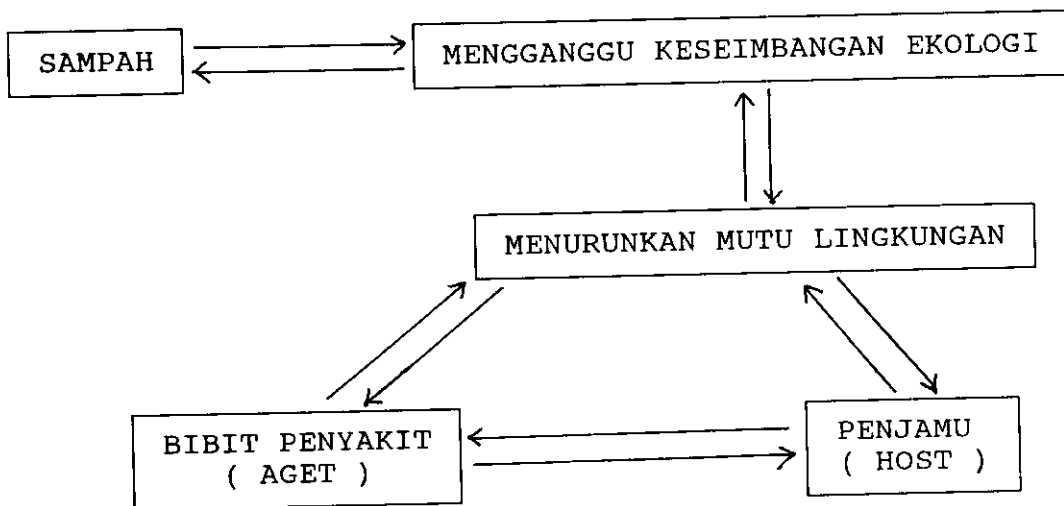 SAMPAH
MENGGANGGU KESEIMBANGAN EKOLOGI
MENURUNKAN MUTU LINGKUNGAN
BIBIT PENYAKIT
( AGET )
PENJAMU
( HOST )